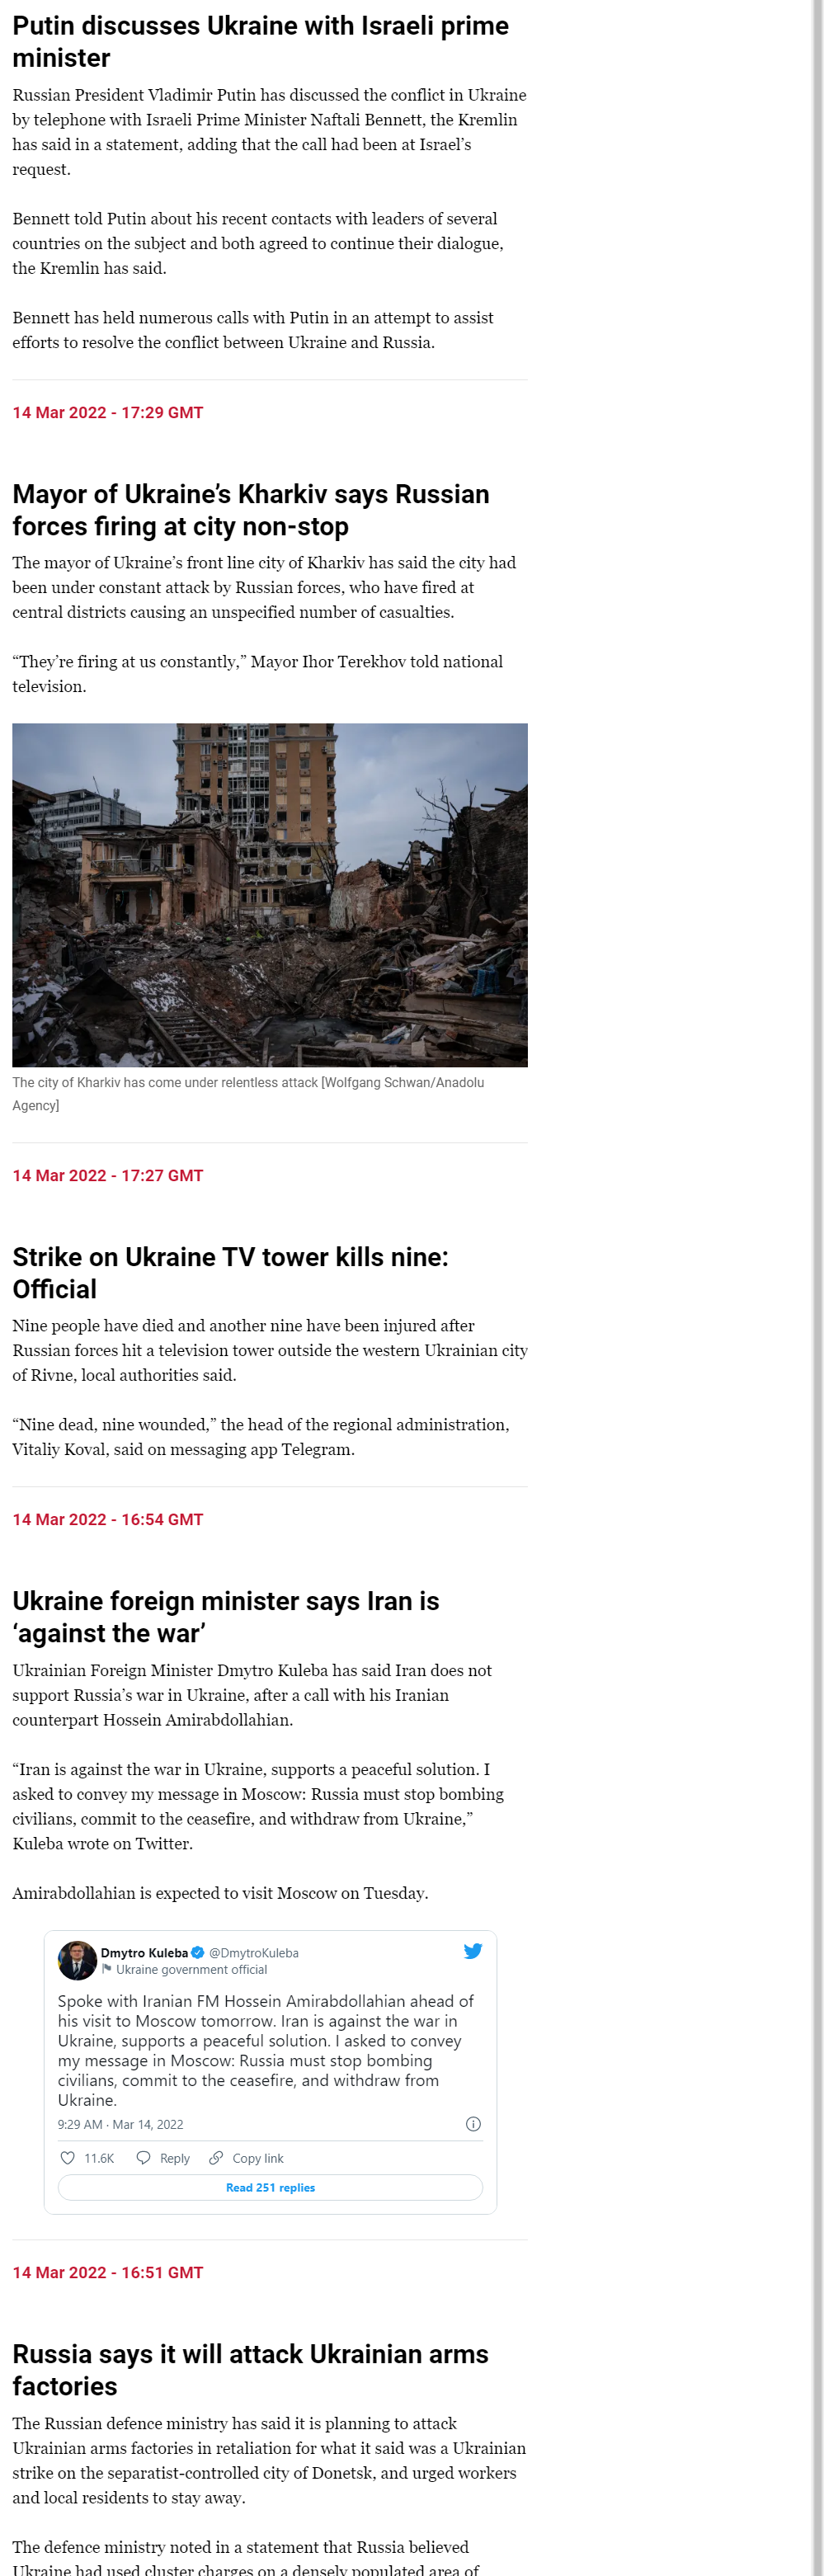 Putin discusses Ukraine with Israeli prime
minister
Russian President Vladimir Putin has discussed the conflict in Ukraine
by telephone with Israeli Prime Minister Naftali Bennett, the Kremlin
has said in a statement, adding that the call had been at Israel’s
request.
Bennett told Putin about his recent contacts with leaders of several
countries on the subject and both agreed to continue their dialogue,
the Kremlin has said.
Bennett has held numerous calls with Putin in an attempt to assist
efforts to resolve the conflict between Ukraine and Russia.
14 Mar 2022 - 17:29 GMT
Mayor of Ukraine’s Kharkiv says Russian
forces firing at city non-stop
The mayor of Ukraine’s front line city of Kharkiv has said the city had
been under constant attack by Russian forces, who have fired at
central districts causing an unspecified number of casualties.
“They’re firing at us constantly,” Mayor Ihor Terekhov told national
television.
The city of Kharkiv has come under relentless attack [Wolfgang Schwan/Anadolu
Agency]
14 Mar 2022 - 17:27 GMT
Strike on Ukraine TV tower kills nine:
Official
Nine people have died and another nine have been injured after
Russian forces hit a television tower outside the western Ukrainian city
of Rivne, local authorities said.
“Nine dead, nine wounded,” the head of the regional administration,
Vitaliy Koval, said on messaging app Telegram.
14 Mar 2022 - 16:54 GMT
Ukraine foreign minister says Iran is
‘against the war’
Ukrainian Foreign Minister Dmytro Kuleba has said Iran does not
support Russia’s war in Ukraine, after a call with his Iranian
counterpart Hossein Amirabdollahian.
“Iran is against the war in Ukraine, supports a peaceful solution. I
asked to convey my message in Moscow: Russia must stop bombing
civilians, commit to the ceasefire, and withdraw from Ukraine,”
Kuleba wrote on Twitter.
Amirabdollahian is expected to visit Moscow on Tuesday.
Dmytro Kuleba @DmytroKuleba
Ukraine government official
Spoke with Iranian FM Hossein Amirabdollahian ahead of
his visit to Moscow tomorrow. Iran is against the war in
Ukraine, supports a peaceful solution. I asked to convey
my message in Moscow: Russia must stop bombing
civilians, commit to the ceasefire, and withdraw from
Ukraine.
9:29 AM · Mar 14, 2022
11.6K Reply Copy link
Read 251 replies
14 Mar 2022 - 16:51 GMT
Russia says it will attack Ukrainian arms
factories
The Russian defence ministry has said it is planning to attack
Ukrainian arms factories in retaliation for what it said was a Ukrainian
strike on the separatist-controlled city of Donetsk, and urged workers
and local residents to stay away.
The defence ministry noted in a statement that Russia believed
Ukraine had used cluster charges on a densely populated area of